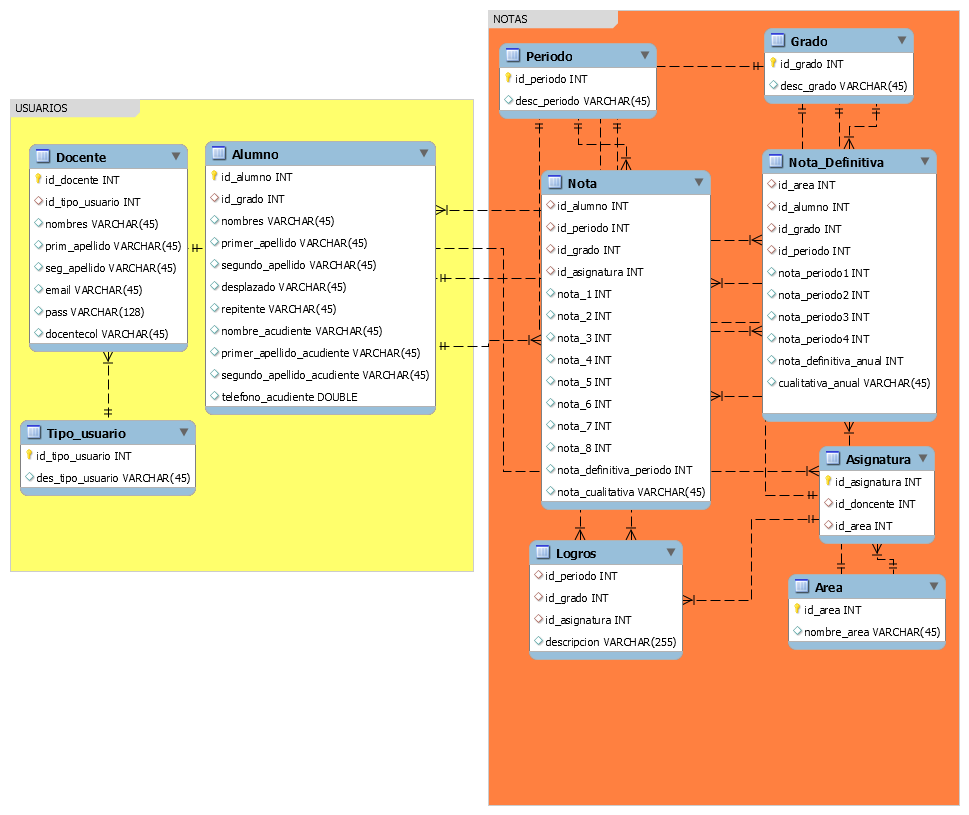 USUARIOS
Docente
id_docente INT
id_tipo_usuario INT
nombres VARCHAR(45)
prim_apellido VARCHAR(45)
seg_apellido VARCHAR(45)
email VARCHAR(45)
pass VARCHAR(128)
docentecol VARCHAR(45)
Alumno
id_alumno INT
id_grado INT
nombres VARCHAR(45)
primer_apellido VARCHAR(45)
segundo_apellido VARCHAR(45)
desplazado VARCHAR(45)
repitente VARCHAR(45)
nombre_acudiente VARCHAR(45)
primer_apellido_acudiente VARCHAR(45)
segundo_apellido_acudiente VARCHAR(45)
telefono_acudiente DOUBLE
Tipo_usuario
id_tipo_usuario INT
des_tipo_usuario VARCHAR(45)
NOTAS
Periodo
id_periodo INT
desc_periodo VARCHAR(45)
Grado
id_grado INT
desc_grado VARCHAR(45)
Nota
id_alumno INT
id_periodo INT
id_grado INT
id_asignatura INT
nota_1 INT
nota_2 INT
nota_3 INT
nota_4 INT
nota_5 INT
nota_6 INT
nota_7 INT
nota_8 INT
nota_definitiva_periodo INT
nota_cualitativa VARCHAR(45)
Nota_Definitiva
id_area INT
id_alumno INT
id_grado INT
id_periodo INT
nota_periodo1 INT
nota_periodo2 INT
nota_periodo3 INT
nota_periodo4 INT
nota_definitiva_anual INT
cualitativa_anual VARCHAR(45)
Asignatura
id_asignatura INT
id_doncente INT
id_area INT
Logros
id_periodo INT
id_grado INT
id_asignatura INT
descripcion VARCHAR(255)
Area
id_area INT
nombre_area VARCHAR(45)